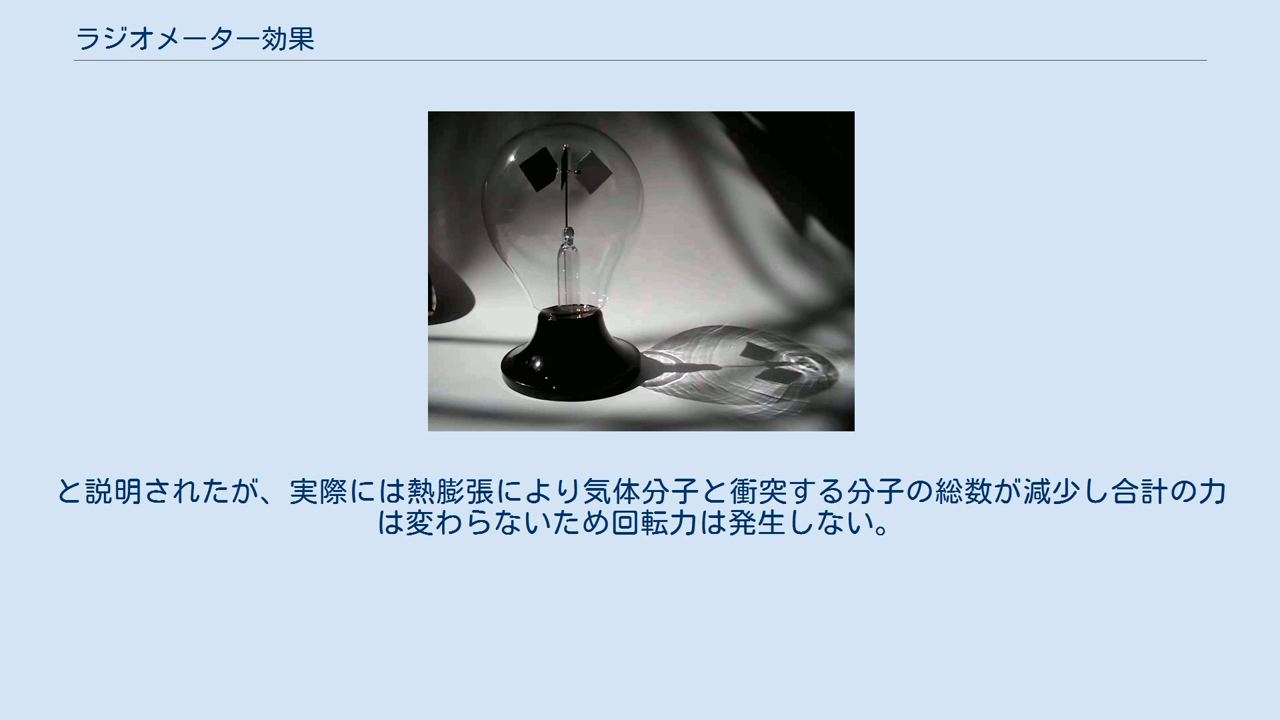 ラジオメーター効果
と説明されたが、実際には熱膨張により気体分子と衝突する分子の総数が減少し合計の力
は変わらないため回転力は発生しない。